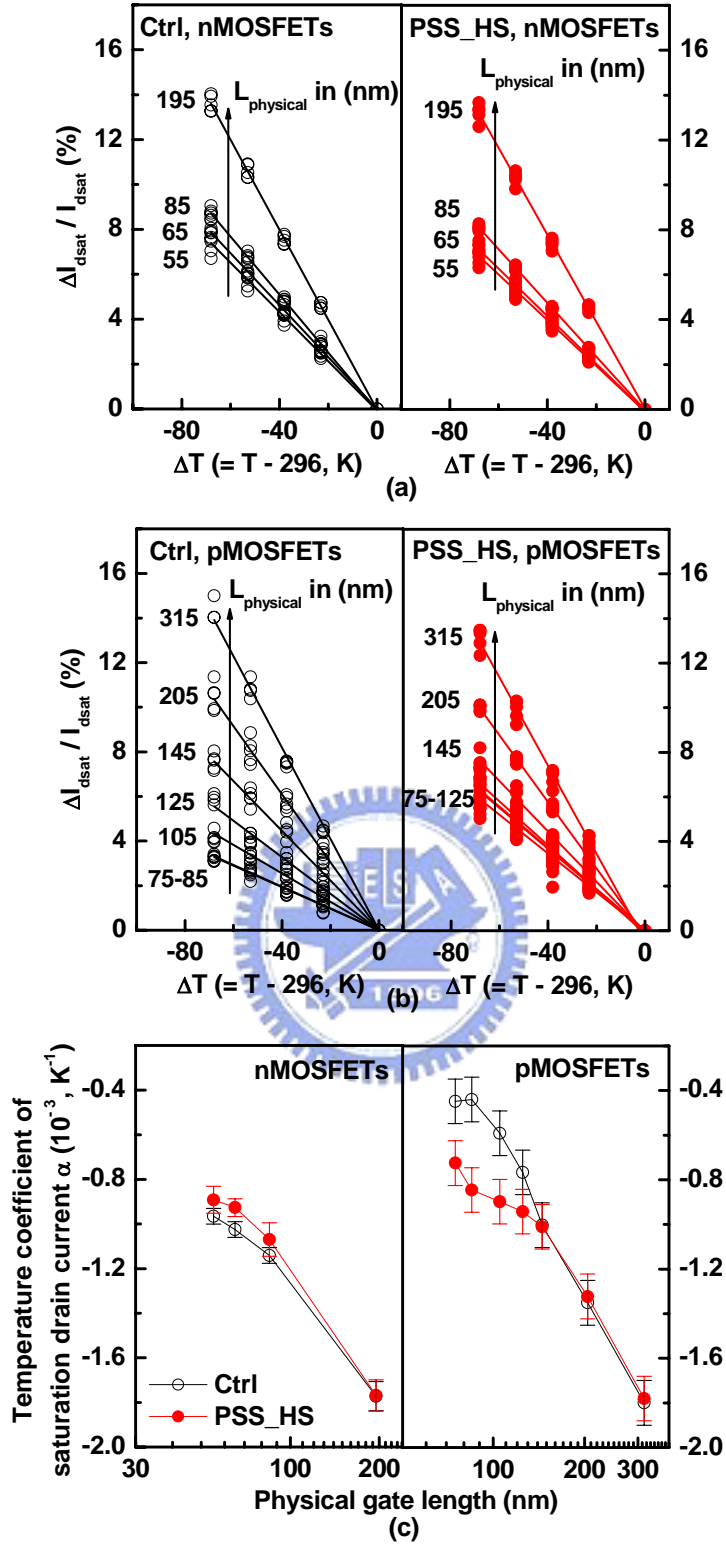 Ctrl, nMOSFETs
PSS_HS, nMOSFETs
L_physical in (nm)
L_physical in (nm)
16
12
8
4
0
195
85
65
55
195
85
65
55
16
12
8
4
0
ΔI_dsat / I_dsat (%)
-80 -40 0
-80 -40 0
ΔT (= T - 296, K)
ΔT (= T - 296, K)
(a)
Ctrl, pMOSFETs
PSS_HS, pMOSFETs
L_physical in (nm)
L_physical in (nm)
16
12
8
4
0
315
205
145
125
105
75-85
315
205
145
75-125
16
12
8
4
0
ΔI_dsat / I_dsat (%)
E S A
1896
-80 -40 0
-80 -40 0
ΔT (= T - 296, K)
ΔT (= T - 296, K)
(b)
nMOSFETs
pMOSFETs
-0.4
-0.8
-1.2
-1.6
-2.0
-0.4
-0.8
-1.2
-1.6
-2.0
Temperature coefficient of
saturation drain current α (10⁻³, K⁻¹)
Ctrl
PSS_HS
30 100 200
100 200 300
Physical gate length (nm)
(c)